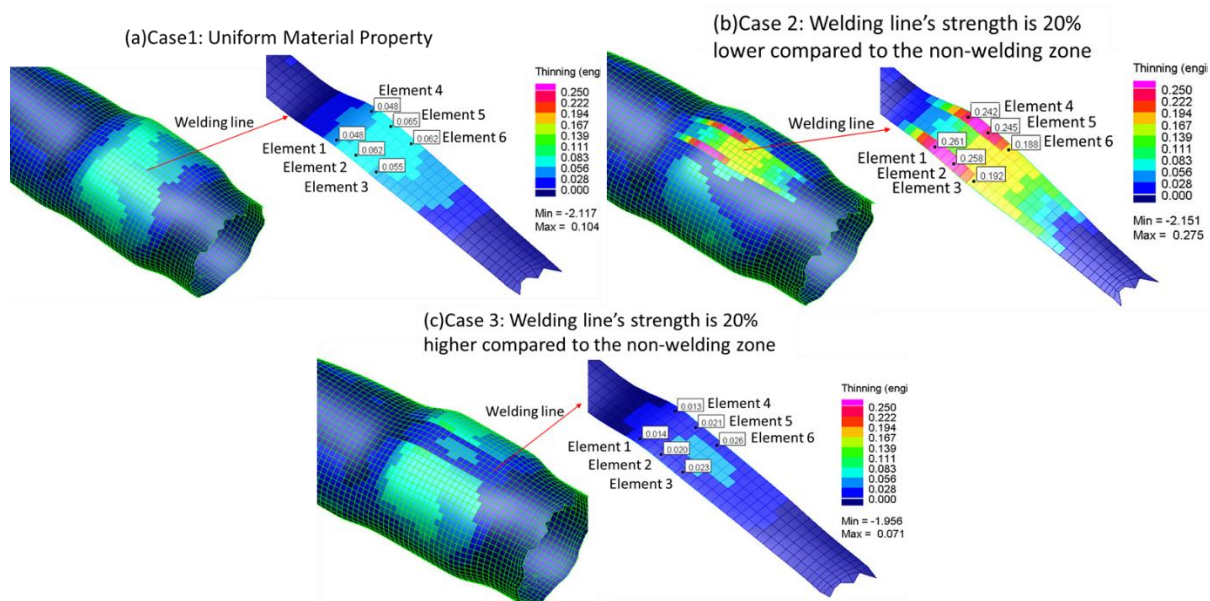 (a)Case1: Uniform Material Property
Welding line
Element 4
0.048
Element 5
0.065
Element 6
0.062
0.048
Element 1
0.062
Element 2
0.055
Element 3
Thinning (engi
0.250
0.222
0.194
0.167
0.139
0.111
0.083
0.056
0.028
0.000
Min = -2.117
Max = 0.104
(b)Case 2: Welding line's strength is 20%
lower compared to the non-welding zone
Welding line
Element 4
0.242
Element 5
0.245
Element 6
0.188
0.261
Element 1
0.258
Element 2
0.192
Element 3
Thinning (engi
0.250
0.222
0.194
0.167
0.139
0.111
0.083
0.056
0.028
0.000
Min = -2.151
Max = 0.275
(c)Case 3: Welding line's strength is 20%
higher compared to the non-welding zone
Welding line
0.013
Element 4
0.021
Element 5
0.026
Element 6
0.014
Element 1
0.020
Element 2
0.023
Element 3
Thinning (engi
0.250
0.222
0.194
0.167
0.139
0.111
0.083
0.056
0.028
0.000
Min = -1.956
Max = 0.071